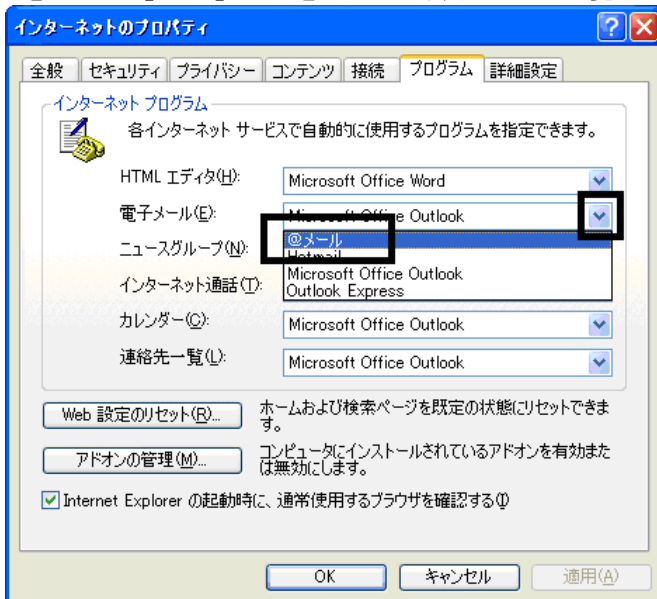 インターネットのプロパティ
全般 セキュリティ プライバシー コンテンツ 接続 プログラム 詳細設定
インターネット プログラム
各インターネット サービスで自動的に使用するプログラムを指定できます。
HTML エディタ(H): Microsoft Office Word
電子メール(E): Microsoft Office Outlook
@メール
ニュースグループ(N): Hotmail
Microsoft Office Outlook
インターネット通話(T): Outlook Express
カレンダー(C): Microsoft Office Outlook
連絡先一覧(L): Microsoft Office Outlook
Web 設定のリセット(R)... ホームおよび検索ページを既定の状態にリセットできま
す。
アドオンの管理(M)... コンピュータにインストールされているアドオンを有効また
は無効にします。
Internet Explorer の起動時に、通常使用するブラウザを確認する(I)
OK キャンセル 適用(A)